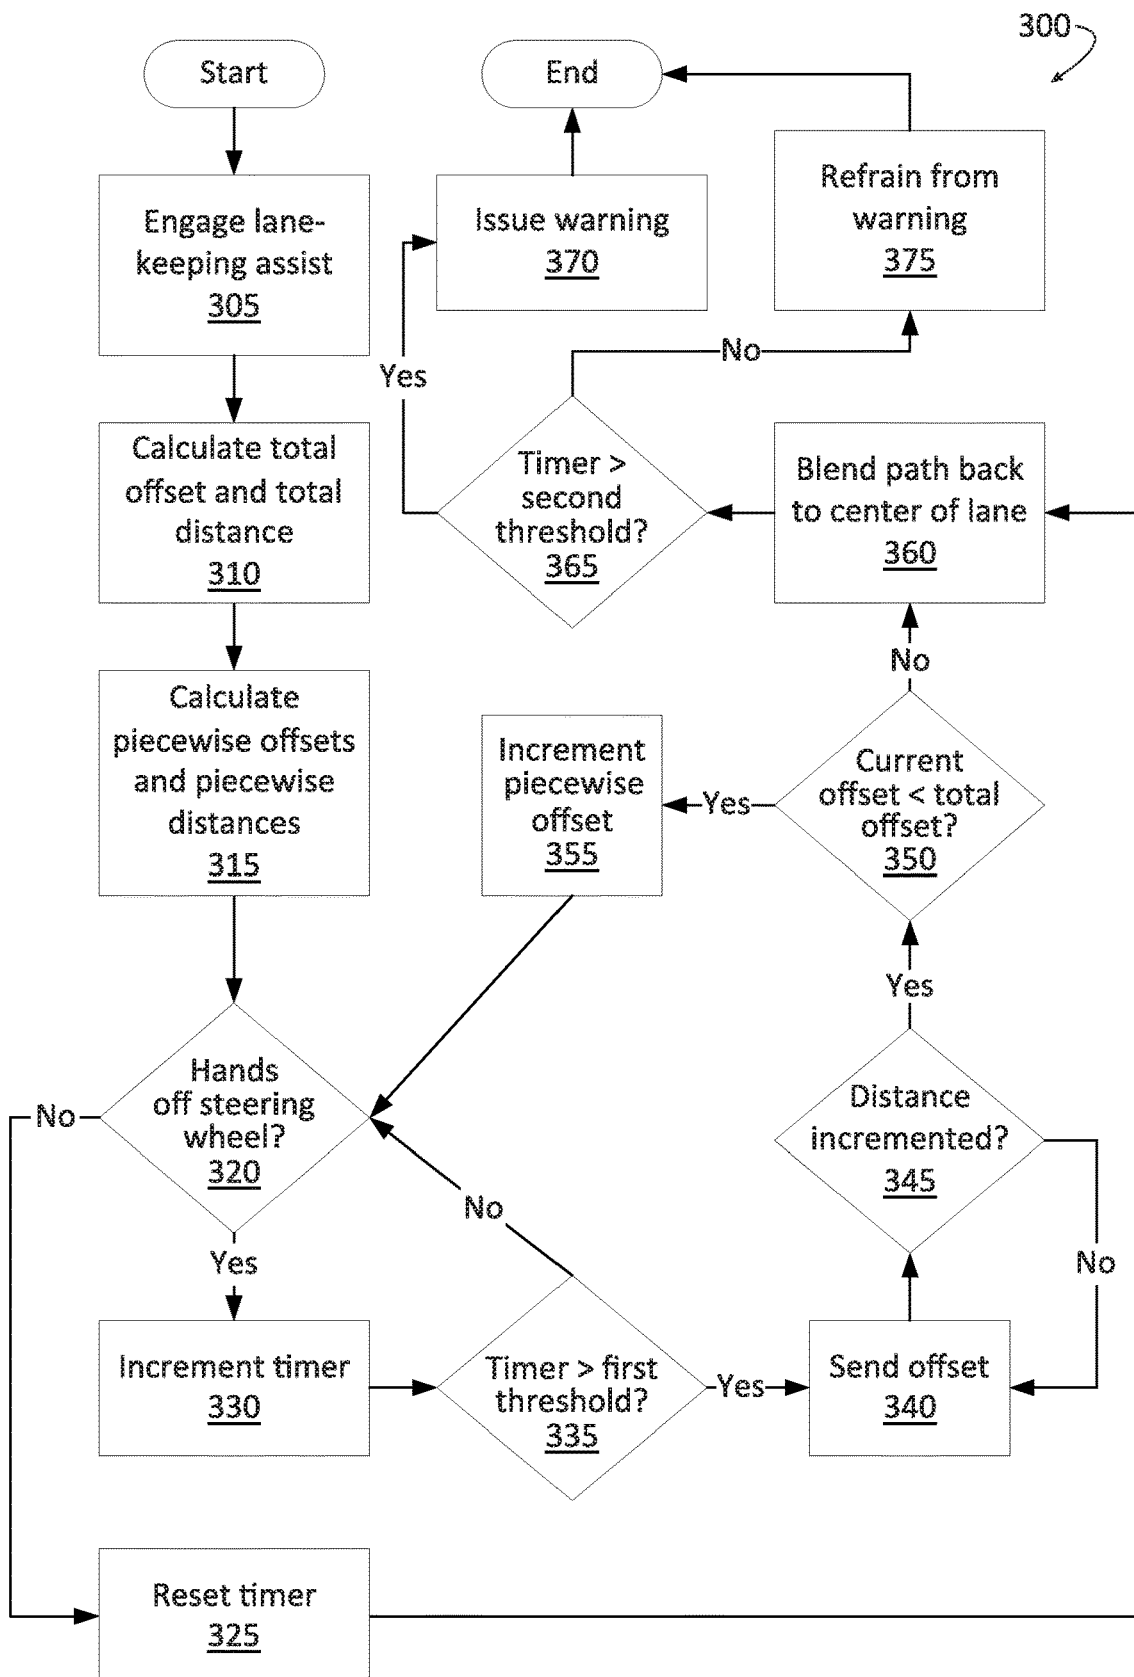 300
Start
End
Engage lane-
keeping assist
305
Issue warning
370
Refrain from
warning
375
Yes
No
Calculate total
offset and total
distance
310
Timer >
second
threshold?
365
Blend path back
to center of lane
360
No
Calculate
piecewise offsets
and piecewise
distances
315
Increment
piecewise
offset
355
Yes
Current
offset < total
offset?
350
Yes
Hands
off steering
wheel?
320
No
Distance
incremented?
345
No
Yes
No
Increment timer
330
Timer > first
threshold?
335
Yes
Send offset
340
Reset timer
325